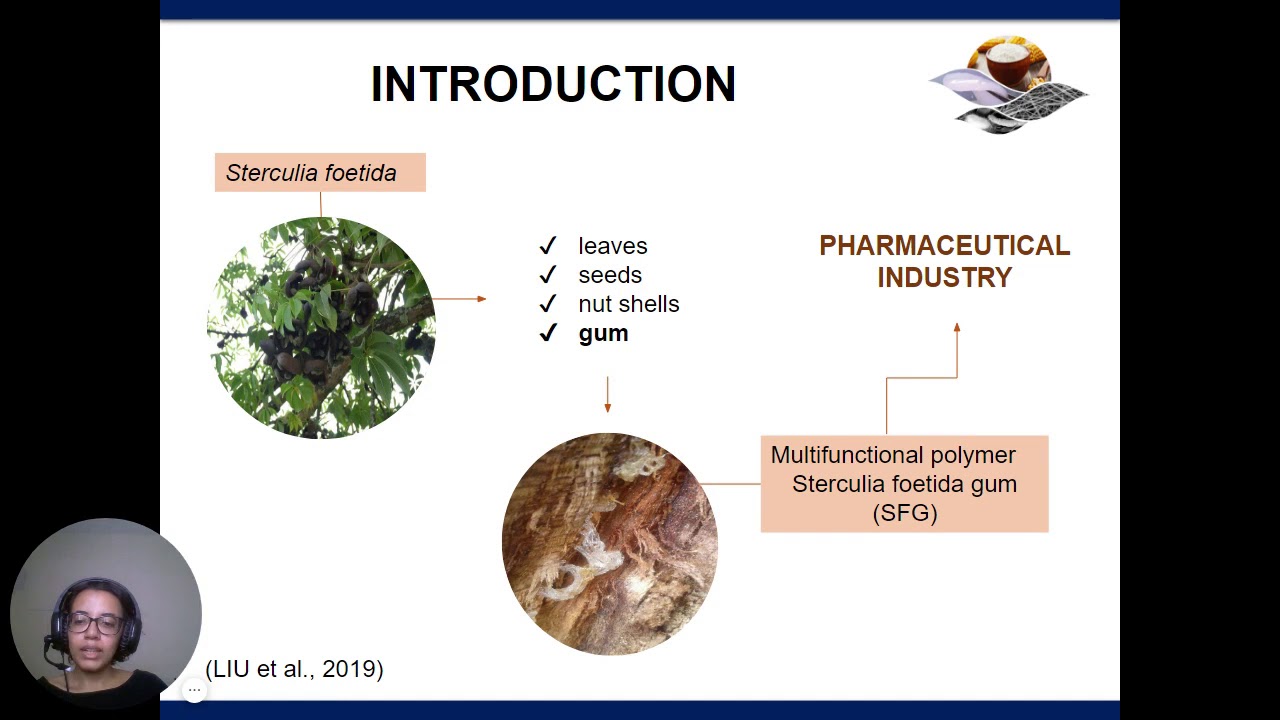 INTRODUCTION
Sterculia foetida
✓ leaves
✓ seeds
✓ nut shells
✓ gum
PHARMACEUTICAL
INDUSTRY
Multifunctional polymer
Sterculia foetida gum
(SFG)
(LIU et al., 2019)